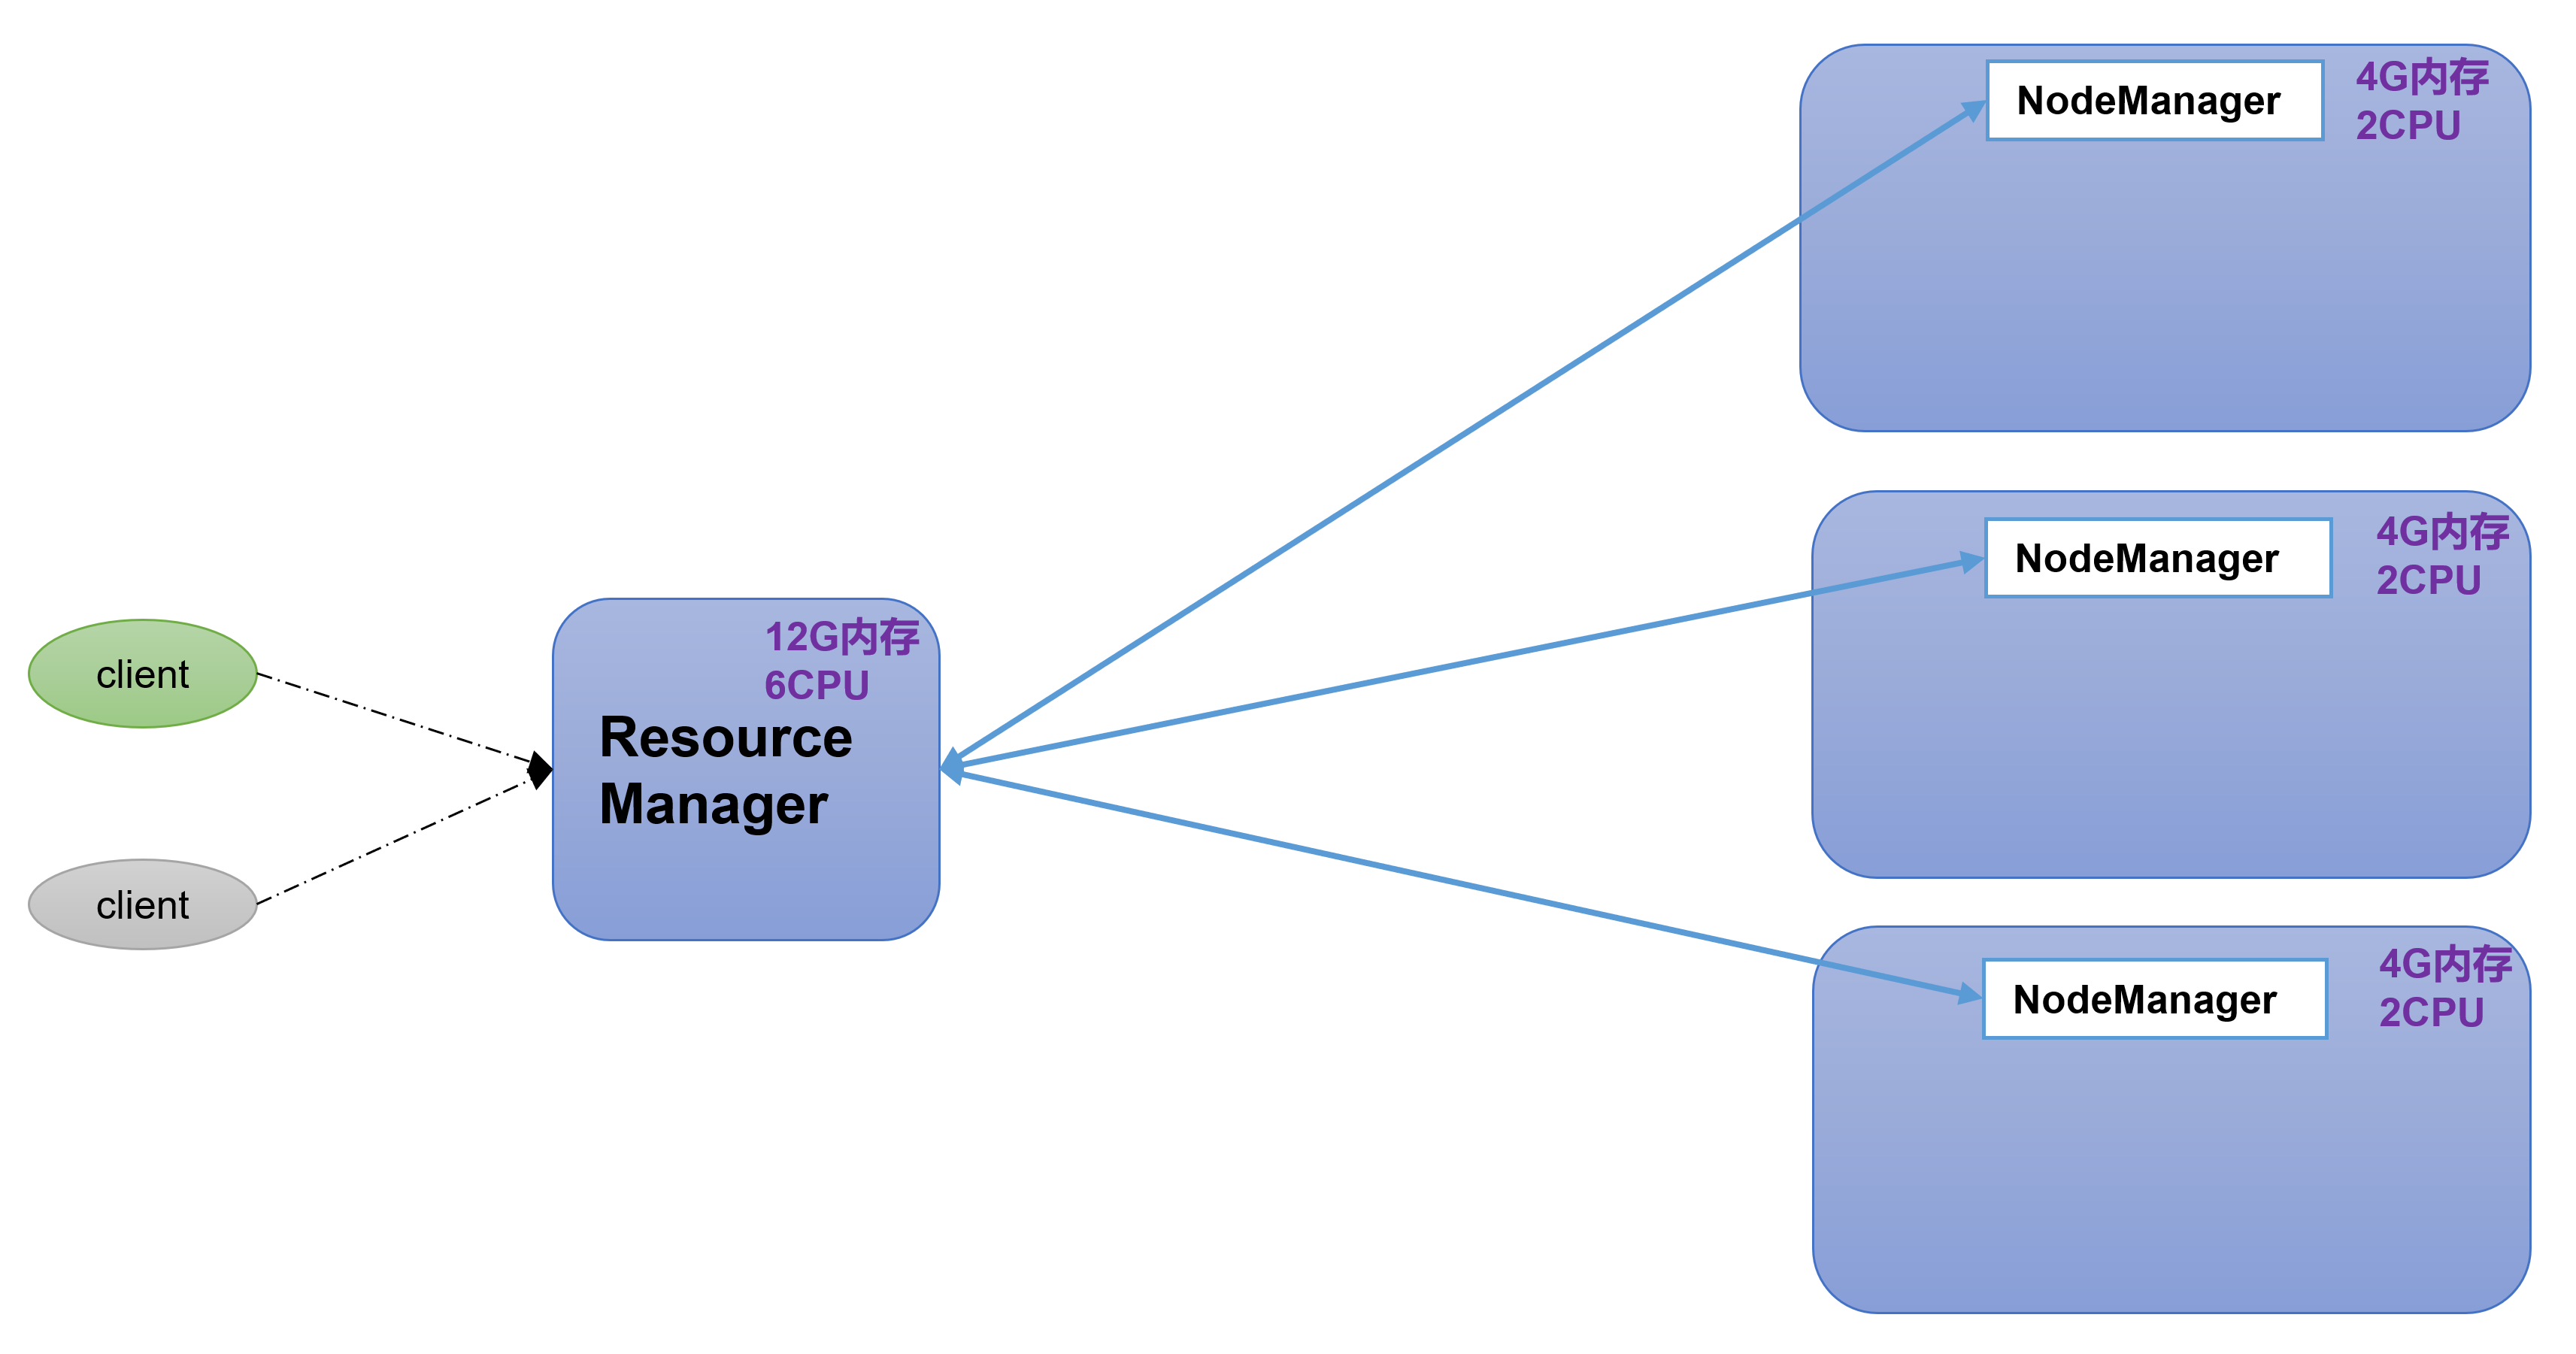 client
client
12G内存
6CPU
Resource
Manager
NodeManager
4G内存
2CPU
NodeManager
4G内存
2CPU
NodeManager
4G内存
2CPU